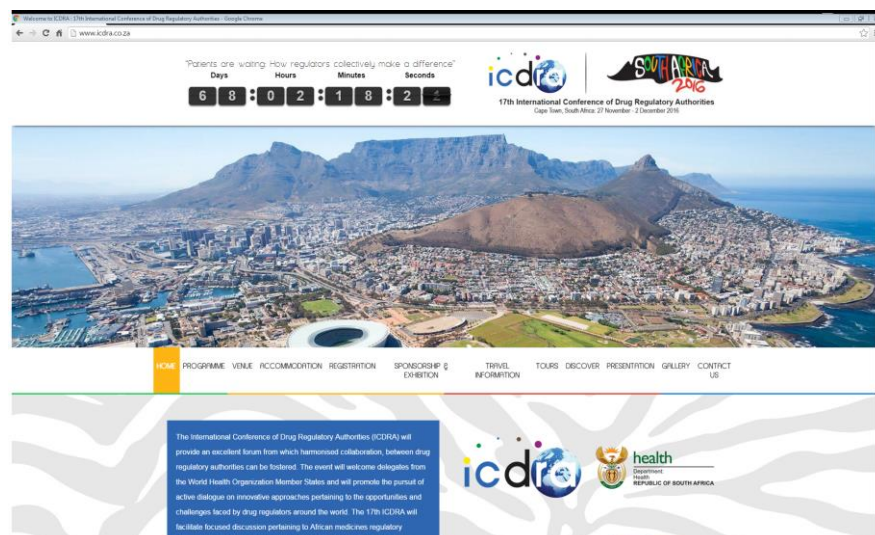 Welcome to ICDRA : 17th International Conference of Drug Regulatory Authorities - Google Chrome
www.icdra.co.za
"Patients are waiting: How regulators collectively make a difference"
Days Hours Minutes Seconds
6 8 : 0 2 : 1 8 : 2
icdra
SOUTH AFRICA
2016
17th International Conference of Drug Regulatory Authorities
Cape Town, South Africa: 27 November - 2 December 2016
HOME PROGRAMME VENUE ACCOMMODATION REGISTRATION SPONSORSHIP & TRAVEL TOURS DISCOVER PRESENTATION GALLERY CONTACT
EXHIBITION INFORMATION US
The International Conference of Drug Regulatory Authorities (ICDRA) will
provide an excellent forum from which harmonised collaboration, between drug
regulatory authorities can be fostered. The event will welcome delegates from
the World Health Organization Member States and will promote the pursuit of
active dialogue on innovative approaches pertaining to the opportunities and
challenges faced by drug regulators around the world. The 17th ICDRA will
facilitate focused discussion pertaining to African medicines regulatory
icdra
health
Department:
Health
REPUBLIC OF SOUTH AFRICA